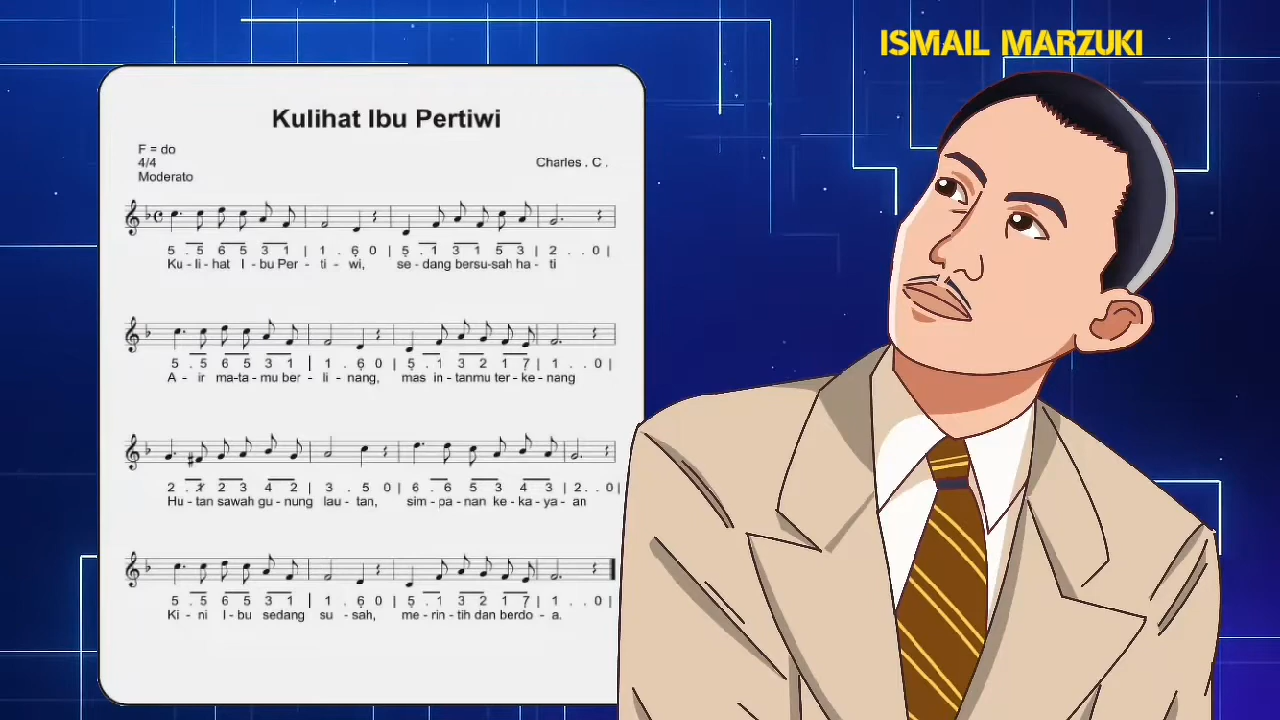 ISMAIL MARZUKI
Kulihat Ibu Pertiwi
F = do
4/4
Moderato
Charles . C .
5 . 5 6 5 3 1 | 1 . 6 0 | 5 . 1 3 1 5 3 | 2 . . 0 |
Ku - li - hat I - bu Per - ti - wi, se - dang bersu-sah ha - ti
5 . 5 6 5 3 1 | 1 . 6 0 | 5 . 1 3 2 1 7 | 1 . . 0 |
A - ir ma-ta - mu ber - li - nang, mas in - tanmu ter - ke - nang
2 . 1 2 3 4 2 | 3 . 5 0 | 6 . 6 5 3 4 3 | 2 . . 0 |
Hu - tan sawah gu - nung lau - tan, sim - pa - nan ke - ka - ya - an
5 . 5 6 5 3 1 | 1 . 6 0 | 5 . 1 3 2 1 7 | 1 . . 0 |
Ki - ni I - bu sedang su - sah, me - rin - tih dan berdo - a.